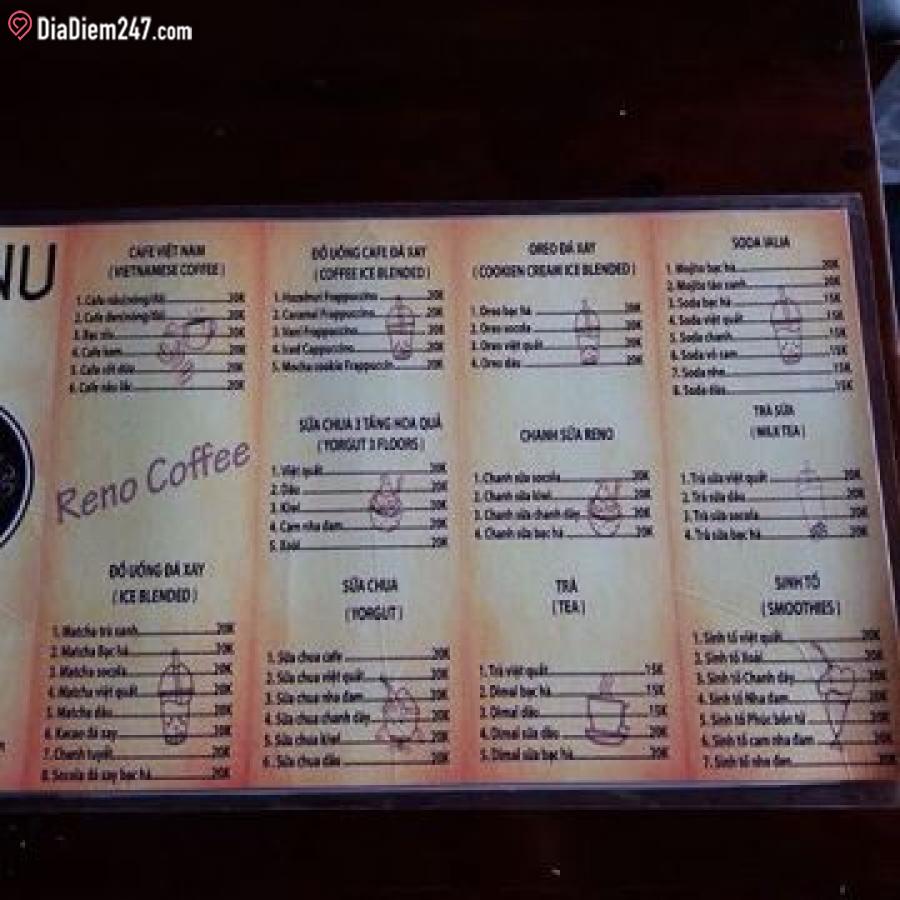 DiaDiem247.com
NU
CAFE VIỆT NAM
( VIETNAMESE COFFEE )
1. Cafe nâu(nóng/đá) 20K
2. Cafe đen(nóng/đá) 20K
3. Bạc xỉu 20K
4. Cafe kem 20K
5. Cafe cốt dừa 20K
6. Cafe nâu lắc 20K
Reno Coffee
ĐỒ UỐNG ĐÁ XAY
( ICE BLENDED )
1. Matcha trà xanh 20K
2. Matcha Bạc hà 20K
3. Matcha socola 20K
4. Matcha việt quất 20K
5. Matcha dâu 20K
6. Kacao đá xay 20K
7. Chanh tuyết 20K
8. Socola đá xay bạc hà 20K
ĐỒ UỐNG CAFE ĐÁ XAY
( COFFEE ICE BLENDED )
1. Hazelnut Frappuccino 20K
2. Caramal Frappuccino 20K
3. Vani Frappuccino 20K
4. Iced Cappuccino 20K
5. Mocha cookie Frappuccin 20K
SỮA CHUA 3 TẦNG HOA QUẢ
( YORGUT 3 FLOORS )
1. Việt quất 20K
2. Dâu 20K
3. Kiwi 20K
4. Cam nha đam 20K
5. Xoài 20K
SỮA CHUA
( YORGUT )
1. Sữa chua cafe 20K
2. Sữa chua việt quất 20K
3. Sữa chua nha đam 20K
4. Sữa chua chanh dây 20K
5. Sữa chua kiwi 20K
6. Sữa chua dâu 20K
OREO ĐÁ XAY
( COOKIEN CREAM ICE BLENDED )
1. Oreo bạc hà 20K
2. Oreo socola 20K
3. Oreo việt quất 20K
4. Oreo dâu 20K
CHANH SỮA RENO
1. Chanh sữa socola 20K
2. Chanh sữa kiwi 20K
3. Chanh sữa chanh dây 20K
4. Chanh sữa bạc hà 20K
TRÀ
( TEA )
1. Trà việt quất 15K
2. Dimal bạc hà 15K
3. Dimal dâu 15K
4. Dimal sữa dâu 20K
5. Dimal sữa bạc hà 20K
SODA IALIA
1. Mojito bạc hà 20K
2. Mojito táo xanh 20K
3. Soda bạc hà 15K
4. Soda việt quất 15K
5. Soda chanh 15K
6. Soda vỏ cam 15K
7. Soda nho 15K
8. Soda dâu 15K
TRÀ SỮA
( MILK TEA )
1. Trà sữa việt quất 20K
2. Trà sữa dâu 20K
3. Trà sữa socola 20K
4. Trà sữa bạc hà 20K
SINH TỐ
( SMOOTHIES )
1. Sinh tố việt quất 20K
2. Sinh tố Xoài 20K
3. Sinh tố Chanh dây 20K
4. Sinh tố Nha đam 20K
5. Sinh tố Phúc bồn tử 20K
6. Sinh tố cam nha đam 20K
7. Sinh tố nha đan 20K